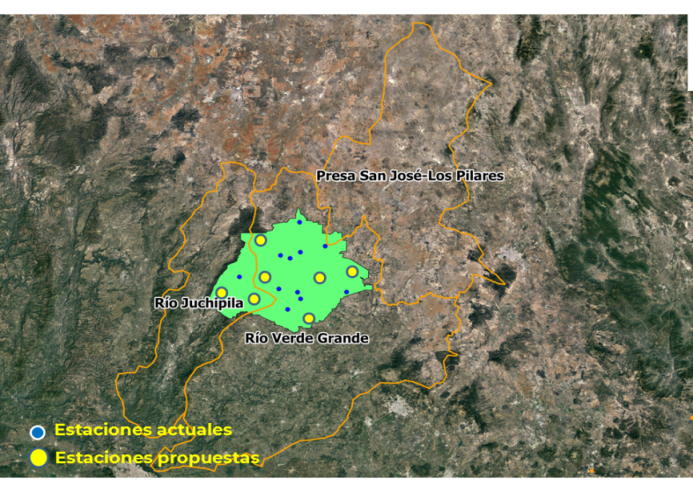 Presa San José-Los Pilares
Río Juchipila
Río Verde Grande
Estaciones actuales
Estaciones propuestas